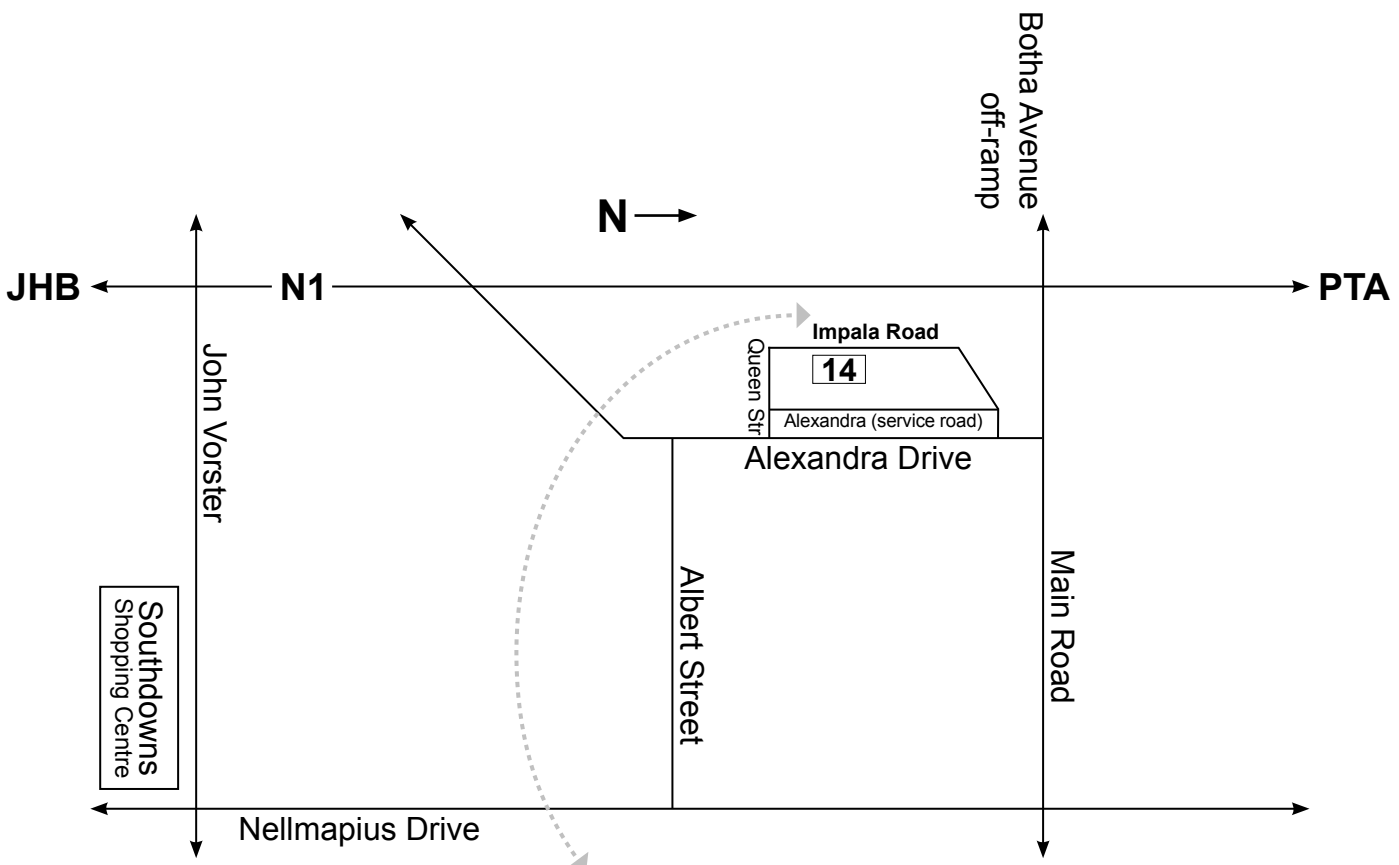 Botha Avenue
off-ramp
N
JHB
N1
PTA
Impala Road
Queen Str
14
Alexandra (service road)
Alexandra Drive
John Vorster
Southdowns
Shopping Centre
Albert Street
Main Road
Nellmapius Drive